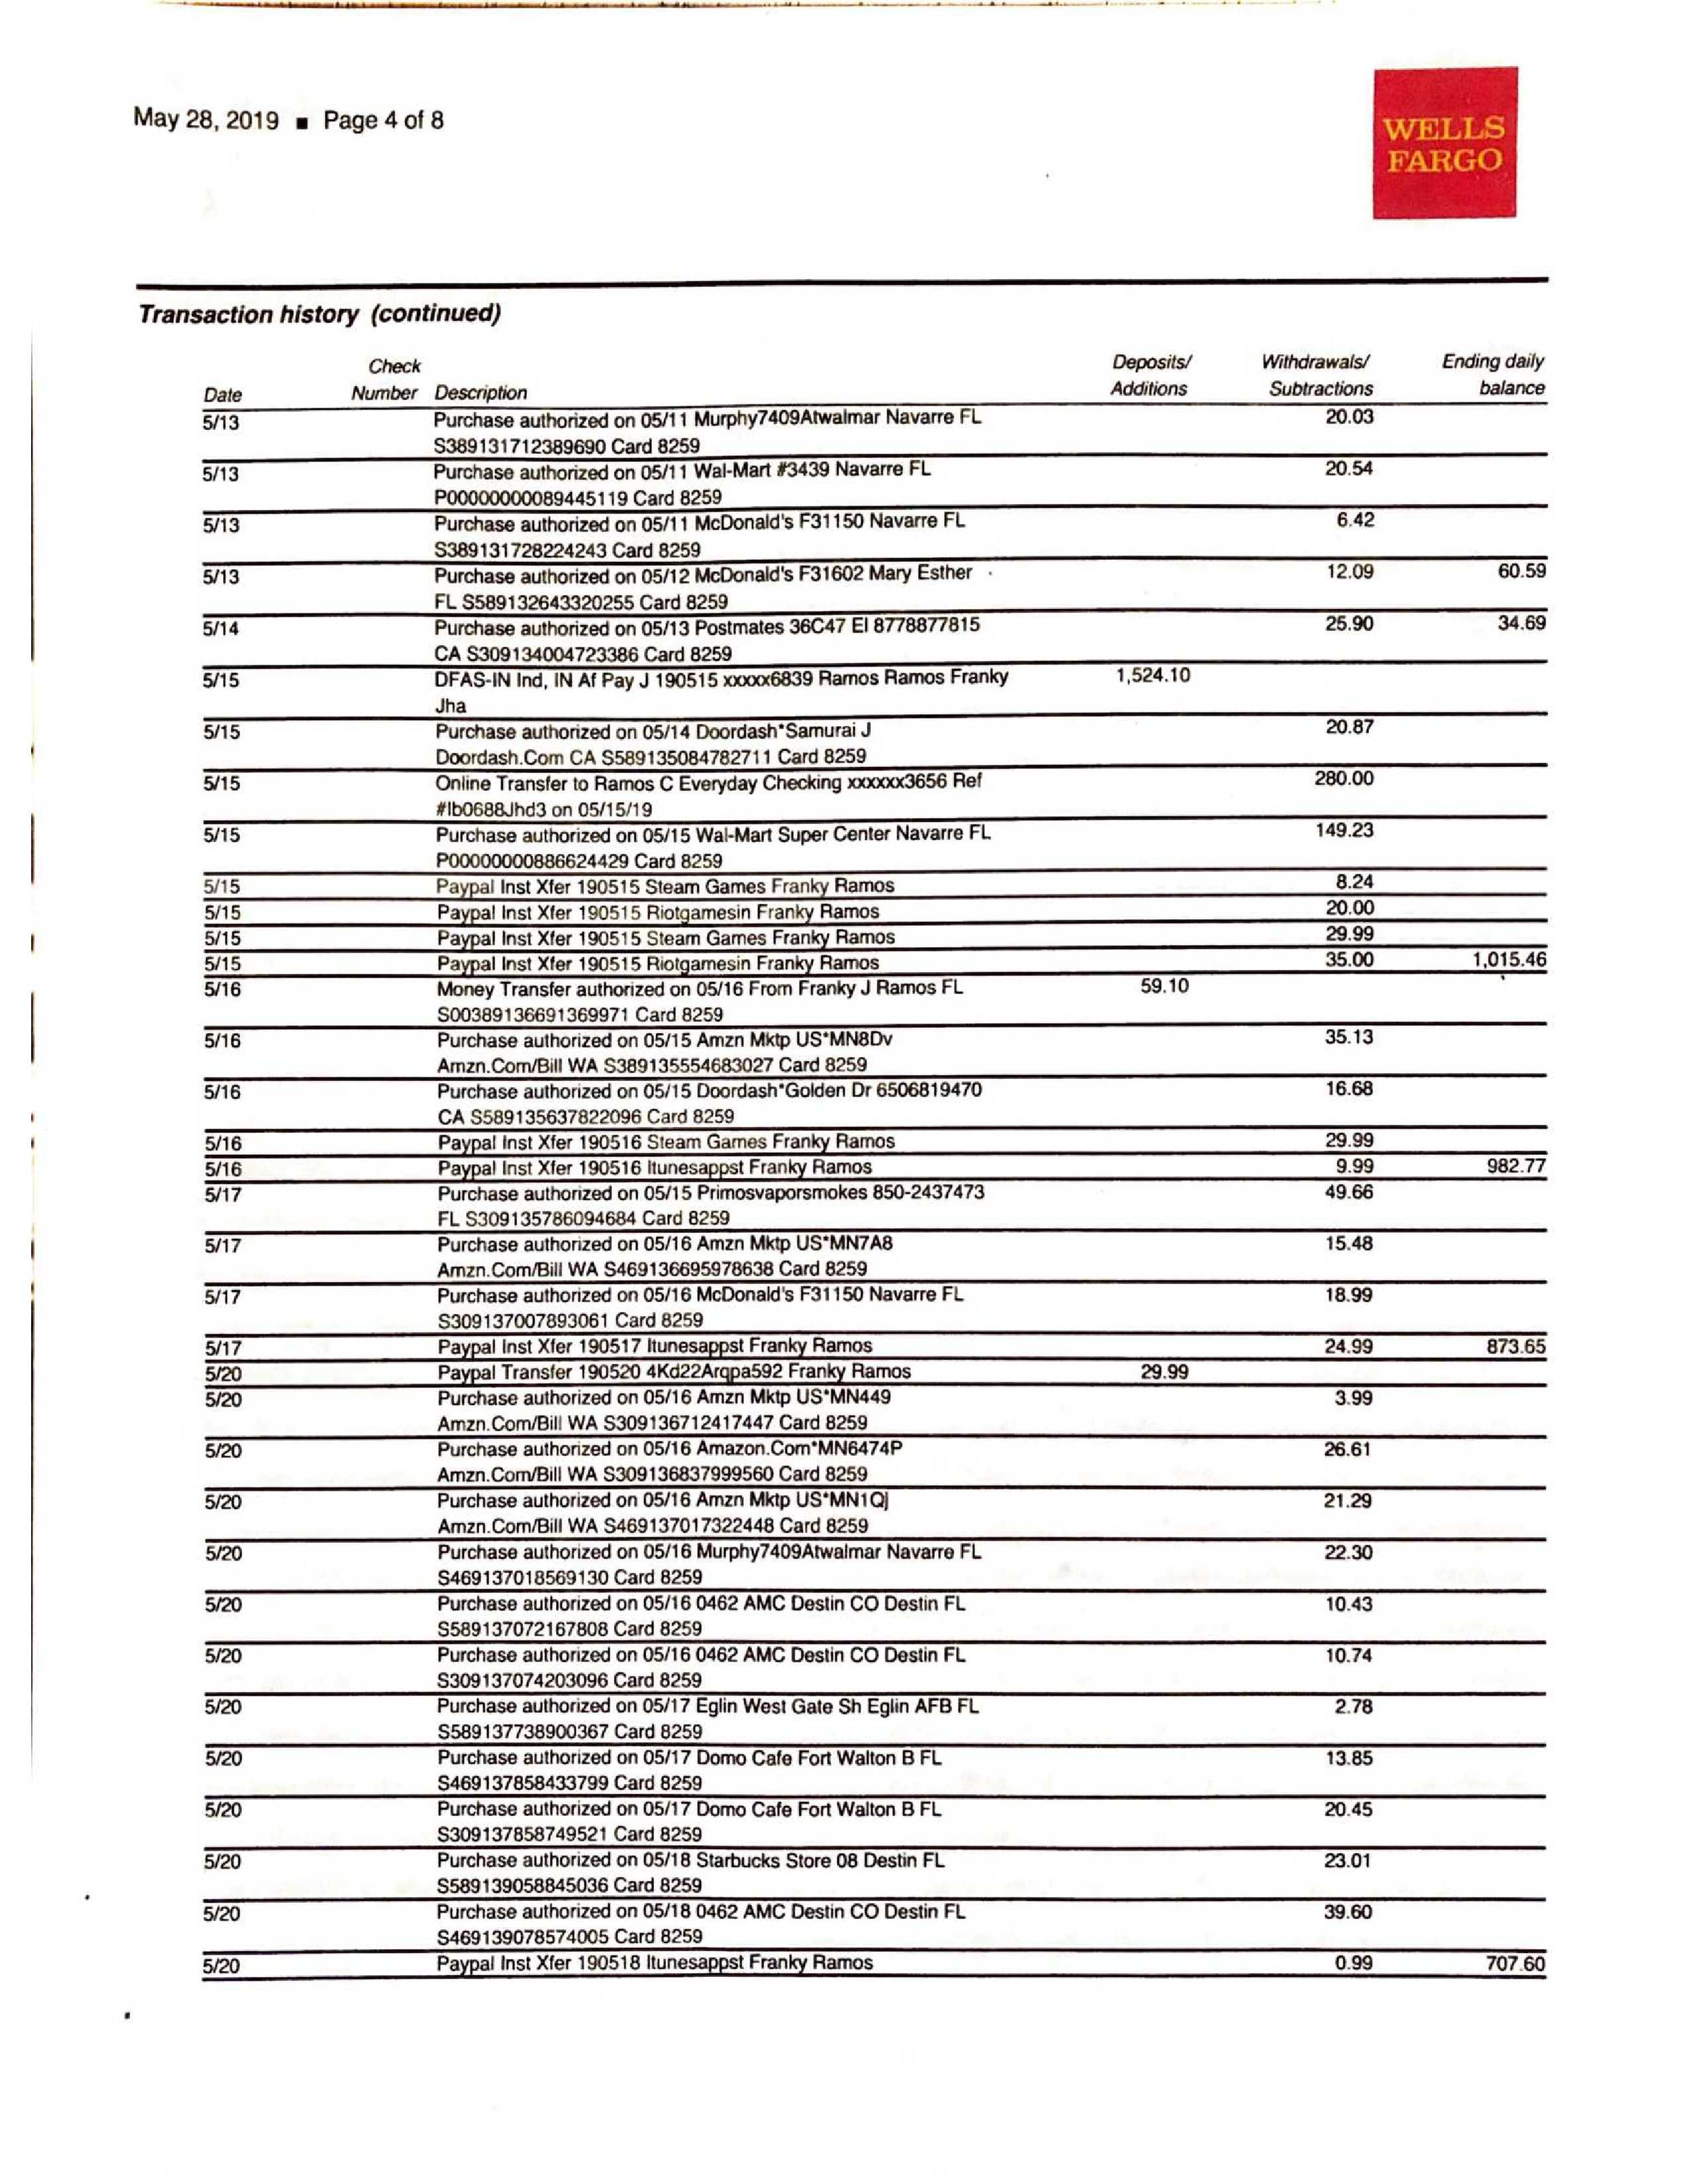 May 28, 2019 ■ Page 4 of 8
WELLS
FARGO
Transaction history (continued)
Check Deposits/ Withdrawals/ Ending daily
Date Number Description Additions Subtractions balance
5/13 Purchase authorized on 05/11 Murphy7409Atwalmar Navarre FL 20.03
S389131712389690 Card 8259
5/13 Purchase authorized on 05/11 Wal-Mart #3439 Navarre FL 20.54
P00000000089445119 Card 8259
5/13 Purchase authorized on 05/11 McDonald's F31150 Navarre FL 6.42
S389131728224243 Card 8259
5/13 Purchase authorized on 05/12 McDonald's F31602 Mary Esther 12.09 60.59
FL S589132643320255 Card 8259
5/14 Purchase authorized on 05/13 Postmates 36C47 El 8778877815 25.90 34.69
CA S309134004723386 Card 8259
5/15 DFAS-IN Ind, IN Af Pay J 190515 xxxxx6839 Ramos Ramos Franky 1,524.10
Jha
5/15 Purchase authorized on 05/14 Doordash*Samurai J 20.87
Doordash.Com CA S589135084782711 Card 8259
5/15 Online Transfer to Ramos C Everyday Checking xxxxxx3656 Ref 280.00
#Ib0688Jhd3 on 05/15/19
5/15 Purchase authorized on 05/15 Wal-Mart Super Center Navarre FL 149.23
P00000000886624429 Card 8259
5/15 Paypal Inst Xfer 190515 Steam Games Franky Ramos 8.24
5/15 Paypal Inst Xfer 190515 Riotgamesin Franky Ramos 20.00
5/15 Paypal Inst Xfer 190515 Steam Games Franky Ramos 29.99
5/15 Paypal Inst Xfer 190515 Riotgamesin Franky Ramos 35.00 1,015.46
5/16 Money Transfer authorized on 05/16 From Franky J Ramos FL 59.10
S00389136691369971 Card 8259
5/16 Purchase authorized on 05/15 Amzn Mktp US*MN8Dv 35.13
Amzn.Com/Bill WA S389135554683027 Card 8259
5/16 Purchase authorized on 05/15 Doordash*Golden Dr 6506819470 16.68
CA S589135637822096 Card 8259
5/16 Paypal Inst Xfer 190516 Steam Games Franky Ramos 29.99
5/16 Paypal Inst Xfer 190516 Itunesappst Franky Ramos 9.99 982.77
5/17 Purchase authorized on 05/15 Primosvaporsmokes 850-2437473 49.66
FL S309135786094684 Card 8259
5/17 Purchase authorized on 05/16 Amzn Mktp US*MN7A8 15.48
Amzn.Com/Bill WA S469136695978638 Card 8259
5/17 Purchase authorized on 05/16 McDonald's F31150 Navarre FL 18.99
S309137007893061 Card 8259
5/17 Paypal Inst Xfer 190517 Itunesappst Franky Ramos 24.99 873.65
5/20 Paypal Transfer 190520 4Kd22Arqpa592 Franky Ramos 29.99
5/20 Purchase authorized on 05/16 Amzn Mktp US*MN449 3.99
Amzn.Com/Bill WA S309136712417447 Card 8259
5/20 Purchase authorized on 05/16 Amazon.Com*MN6474P 26.61
Amzn.Com/Bill WA S309136837999560 Card 8259
5/20 Purchase authorized on 05/16 Amzn Mktp US*MN1Qj 21.29
Amzn.Com/Bill WA S469137017322448 Card 8259
5/20 Purchase authorized on 05/16 Murphy7409Atwalmar Navarre FL 22.30
S469137018569130 Card 8259
5/20 Purchase authorized on 05/16 0462 AMC Destin CO Destin FL 10.43
S589137072167808 Card 8259
5/20 Purchase authorized on 05/16 0462 AMC Destin CO Destin FL 10.74
S309137074203096 Card 8259
5/20 Purchase authorized on 05/17 Eglin West Gate Sh Eglin AFB FL 2.78
S589137738900367 Card 8259
5/20 Purchase authorized on 05/17 Domo Cafe Fort Walton B FL 13.85
S469137858433799 Card 8259
5/20 Purchase authorized on 05/17 Domo Cafe Fort Walton B FL 20.45
S309137858749521 Card 8259
5/20 Purchase authorized on 05/18 Starbucks Store 08 Destin FL 23.01
S589139058845036 Card 8259
5/20 Purchase authorized on 05/18 0462 AMC Destin CO Destin FL 39.60
S469139078574005 Card 8259
5/20 Paypal Inst Xfer 190518 Itunesappst Franky Ramos 0.99 707.60